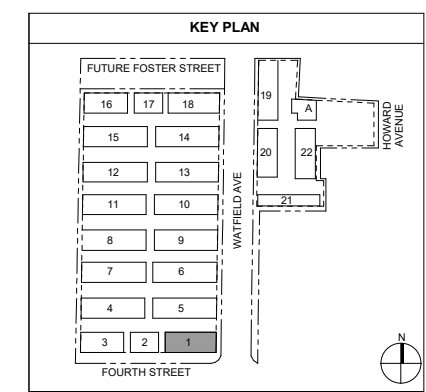 KEY PLAN
FUTURE FOSTER STREET
16 17 18
15 14
12 13
11 10
8 9
7 6
4 5
3 2 1
FOURTH STREET
WATFIELD AVE
19
A
20 22
21
HOWARD
AVENUE
N